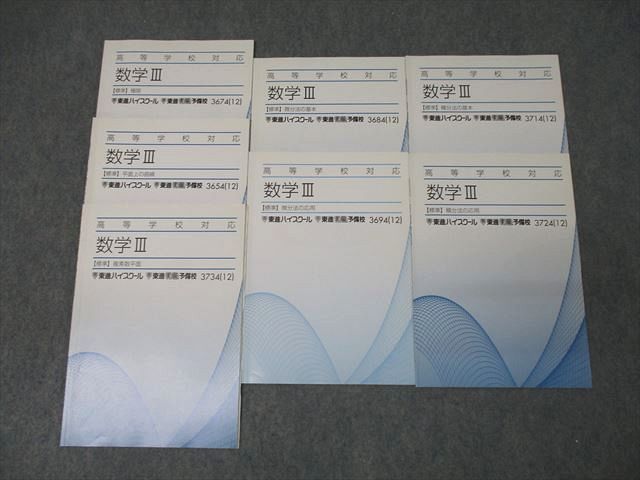 高等学校対応
数学Ⅲ
【標準】極限
東進ハイスクール 東進衛星予備校 3674(12)
高等学校対応
数学Ⅲ
【標準】平面上の曲線
東進ハイスクール 東進衛星予備校 3654(12)
高等学校対応
数学Ⅲ
【標準】複素数平面
東進ハイスクール 東進衛星予備校 3734(12)
高等学校対応
数学Ⅲ
【標準】微分法の基本
東進ハイスクール 東進衛星予備校 3684(12)
数学Ⅲ
【標準】微分法の応用
東進ハイスクール 東進衛星予備校 3694(12)
高等学校対応
数学Ⅲ
【標準】積分法の基本
東進ハイスクール 東進衛星予備校 3714(12)
高等学校対応
数学Ⅲ
【標準】積分法の応用
東進ハイスクール 東進衛星予備校 3724(12)